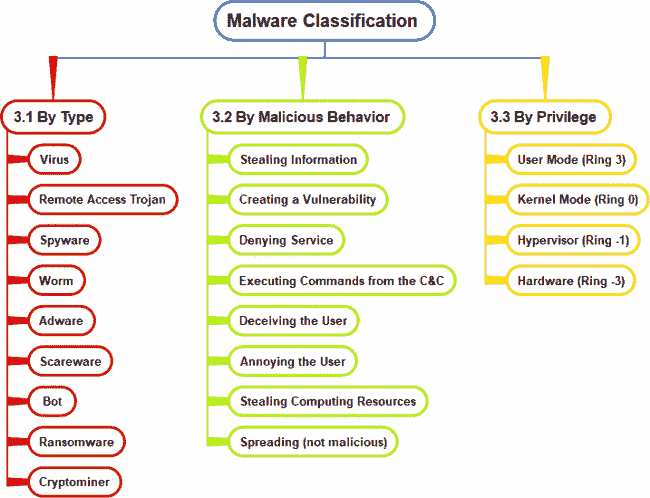 Malware Classification
3.1 By Type
Virus
Remote Access Trojan
Spyware
Worm
Adware
Scareware
Bot
Ransomware
Cryptominer
3.2 By Malicious Behavior
Stealing Information
Creating a Vulnerability
Denying Service
Executing Commands from the C&C
Deceiving the User
Annoying the User
Stealing Computing Resources
Spreading (not malicious)
3.3 By Privilege
User Mode (Ring 3)
Kernel Mode (Ring 0)
Hypervisor (Ring -1)
Hardware (Ring -3)